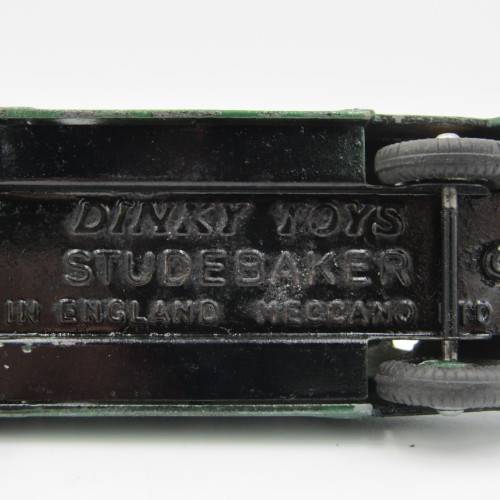 DINKY TOYS
STUDEBAKER
IN ENGLAND MECCANO LTD